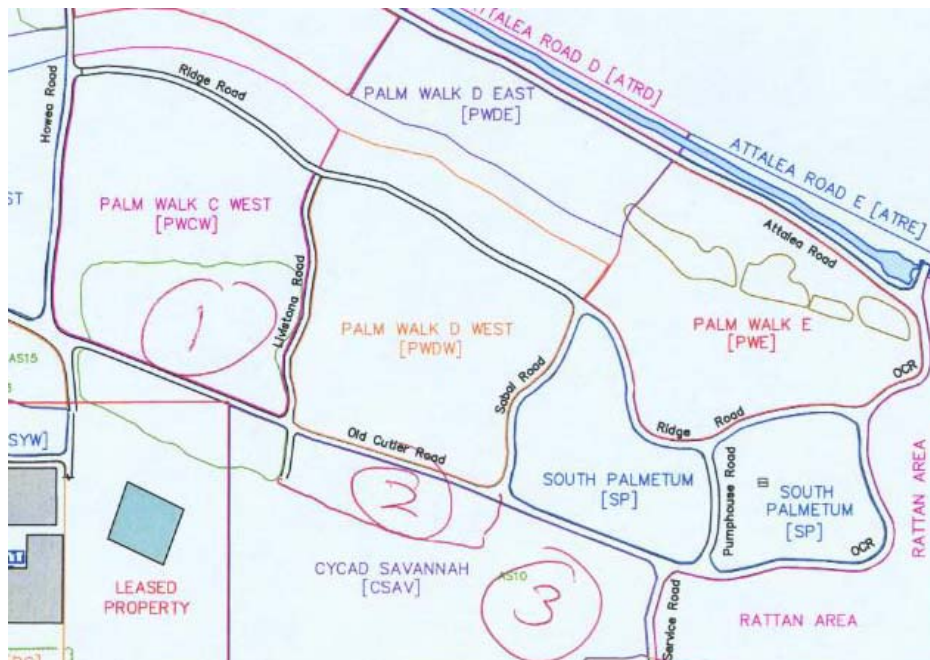 ATTALEA ROAD D [ATRD]
Ridge Road
Howea Road
PALM WALK D EAST
[PWDE]
ATTALEA ROAD E [ATRE]
ST
PALM WALK C WEST
[PWCW]
Attalea Road
Livistona Road
1
PALM WALK D WEST
[PWDW]
PALM WALK E
[PWE]
AS15
Sabal Road
OCR
Ridge Road
Old Cutler Road
SYW]
2
SOUTH PALMETUM
[SP]
Pumphouse Road
SOUTH
PALMETUM
[SP]
OCR
RATTAN AREA
LEASED
PROPERTY
CYCAD SAVANNAH
[CSAV]
AS10
3
Service Road
RATTAN AREA